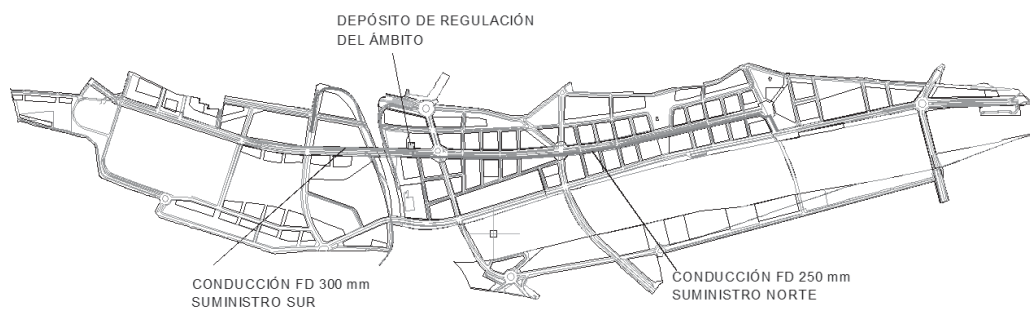 DEPÓSITO DE REGULACIÓN
DEL ÁMBITO
CONDUCCIÓN FD 300 mm
SUMINISTRO SUR
CONDUCCIÓN FD 250 mm
SUMINISTRO NORTE